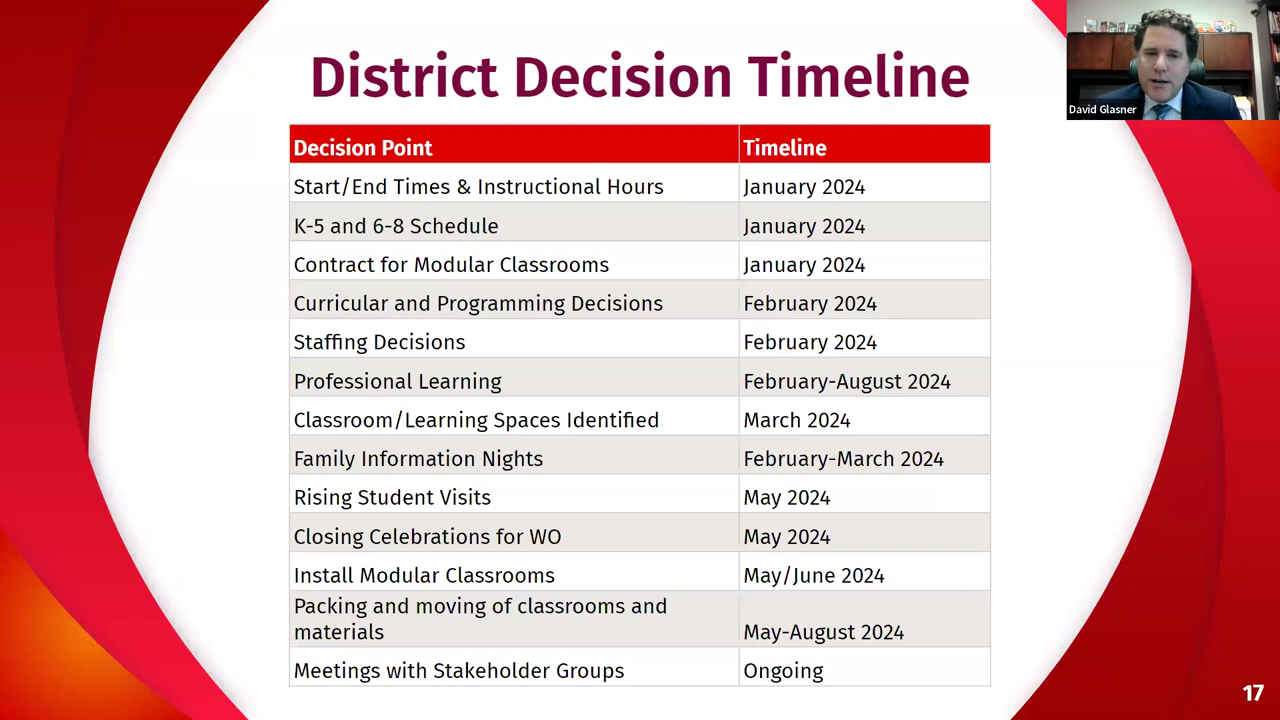 District Decision Timeline
David Glasner
Decision Point Timeline
Start/End Times & Instructional Hours January 2024
K-5 and 6-8 Schedule January 2024
Contract for Modular Classrooms January 2024
Curricular and Programming Decisions February 2024
Staffing Decisions February 2024
Professional Learning February-August 2024
Classroom/Learning Spaces Identified March 2024
Family Information Nights February-March 2024
Rising Student Visits May 2024
Closing Celebrations for WO May 2024
Install Modular Classrooms May/June 2024
Packing and moving of classrooms and
materials May-August 2024
Meetings with Stakeholder Groups Ongoing
17